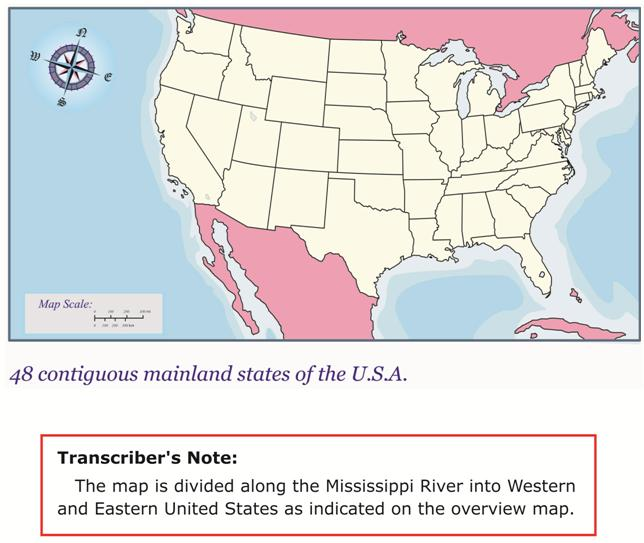 N
W
E
S
Map Scale:
48 contiguous mainland states of the U.S.A.
Transcriber's Note:
The map is divided along the Mississippi River into Western
and Eastern United States as indicated on the overview map.